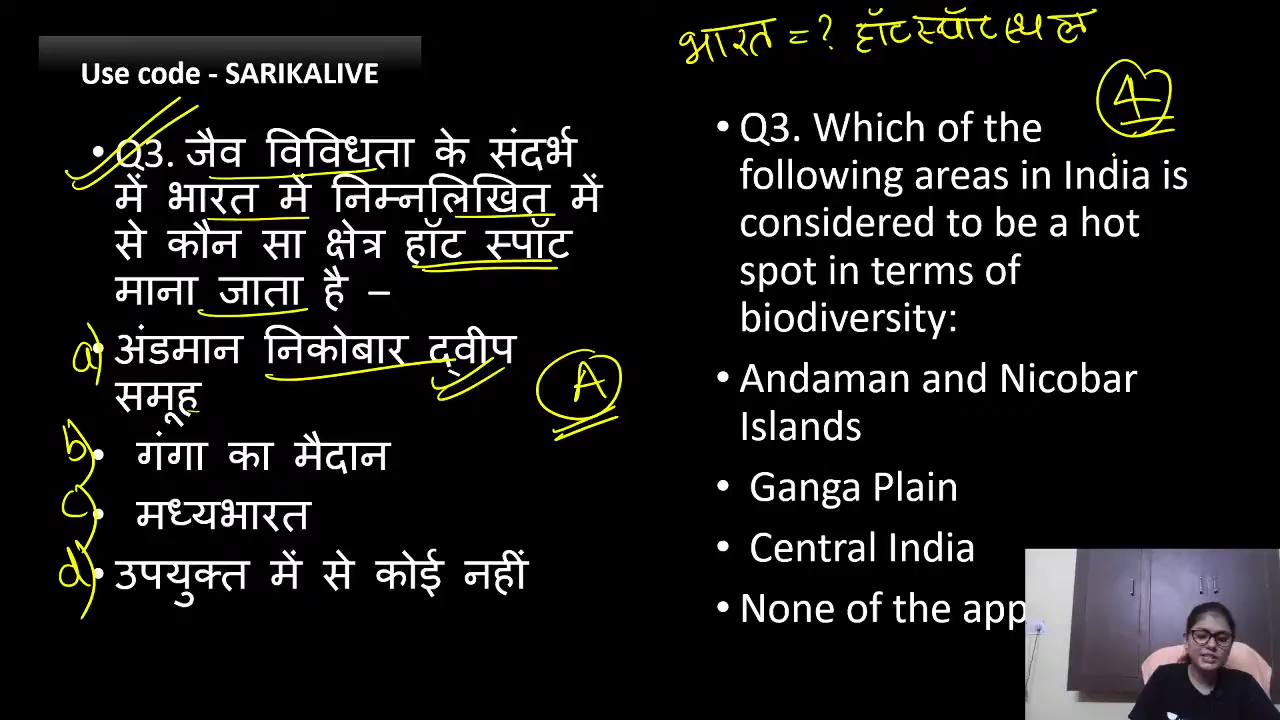 भारत = ? हॉटस्पॉट स्थल
4
Use code - SARIKALIVE
• Q3. जैव विविधता के संदर्भ
में भारत में निम्नलिखित में
से कौन सा क्षेत्र हॉट स्पॉट
माना जाता है –
a) • अंडमान निकोबार द्वीप
समूह
A
b) • गंगा का मैदान
c) • मध्यभारत
d) • उपयुक्त में से कोई नहीं
• Q3. Which of the
following areas in India is
considered to be a hot
spot in terms of
biodiversity:
• Andaman and Nicobar
Islands
• Ganga Plain
• Central India
• None of the app